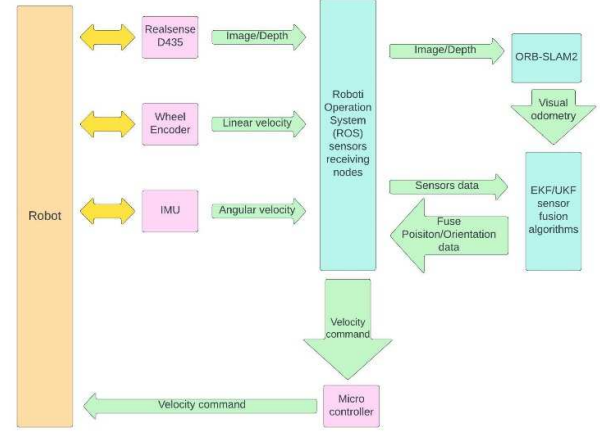 Robot
Realsense
D435
Image/Depth
Wheel
Encoder
Linear velocity
IMU
Angular velocity
Roboti
Operation
System
(ROS)
sensors
receiving
nodes
Image/Depth
ORB-SLAM2
Visual
odometry
Sensors data
EKF/UKF
sensor
fusion
algorithms
Fuse
Poisiton/Orientation
data
Velocity
command
Micro
controller
Velocity command